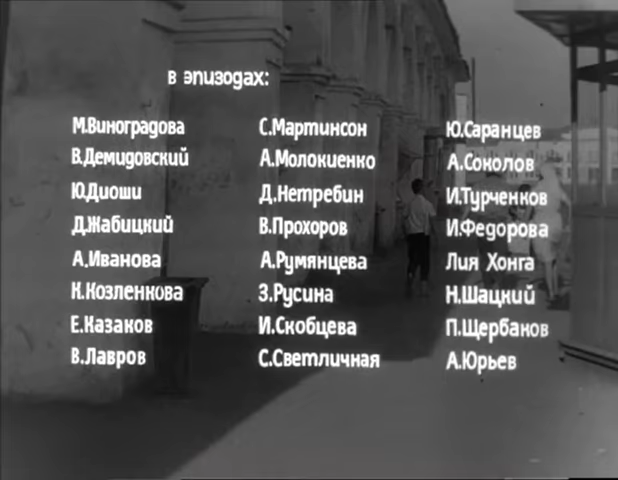 в эпизодах:
М.Виноградова
В.Демидовский
Ю.Диоши
Д.Жабицкий
А.Иванова
К.Козленкова
Е.Казаков
В.Лавров
С.Мартинсон
А.Молокиенко
Д.Нетребин
В.Прохоров
А.Румянцева
З.Русина
И.Скобцева
С.Светличная
Ю.Саранцев
А.Соколов
И.Турченков
И.Федорова
Лия Хонга
Н.Шацкий
П.Щербанов
А.Юрьев